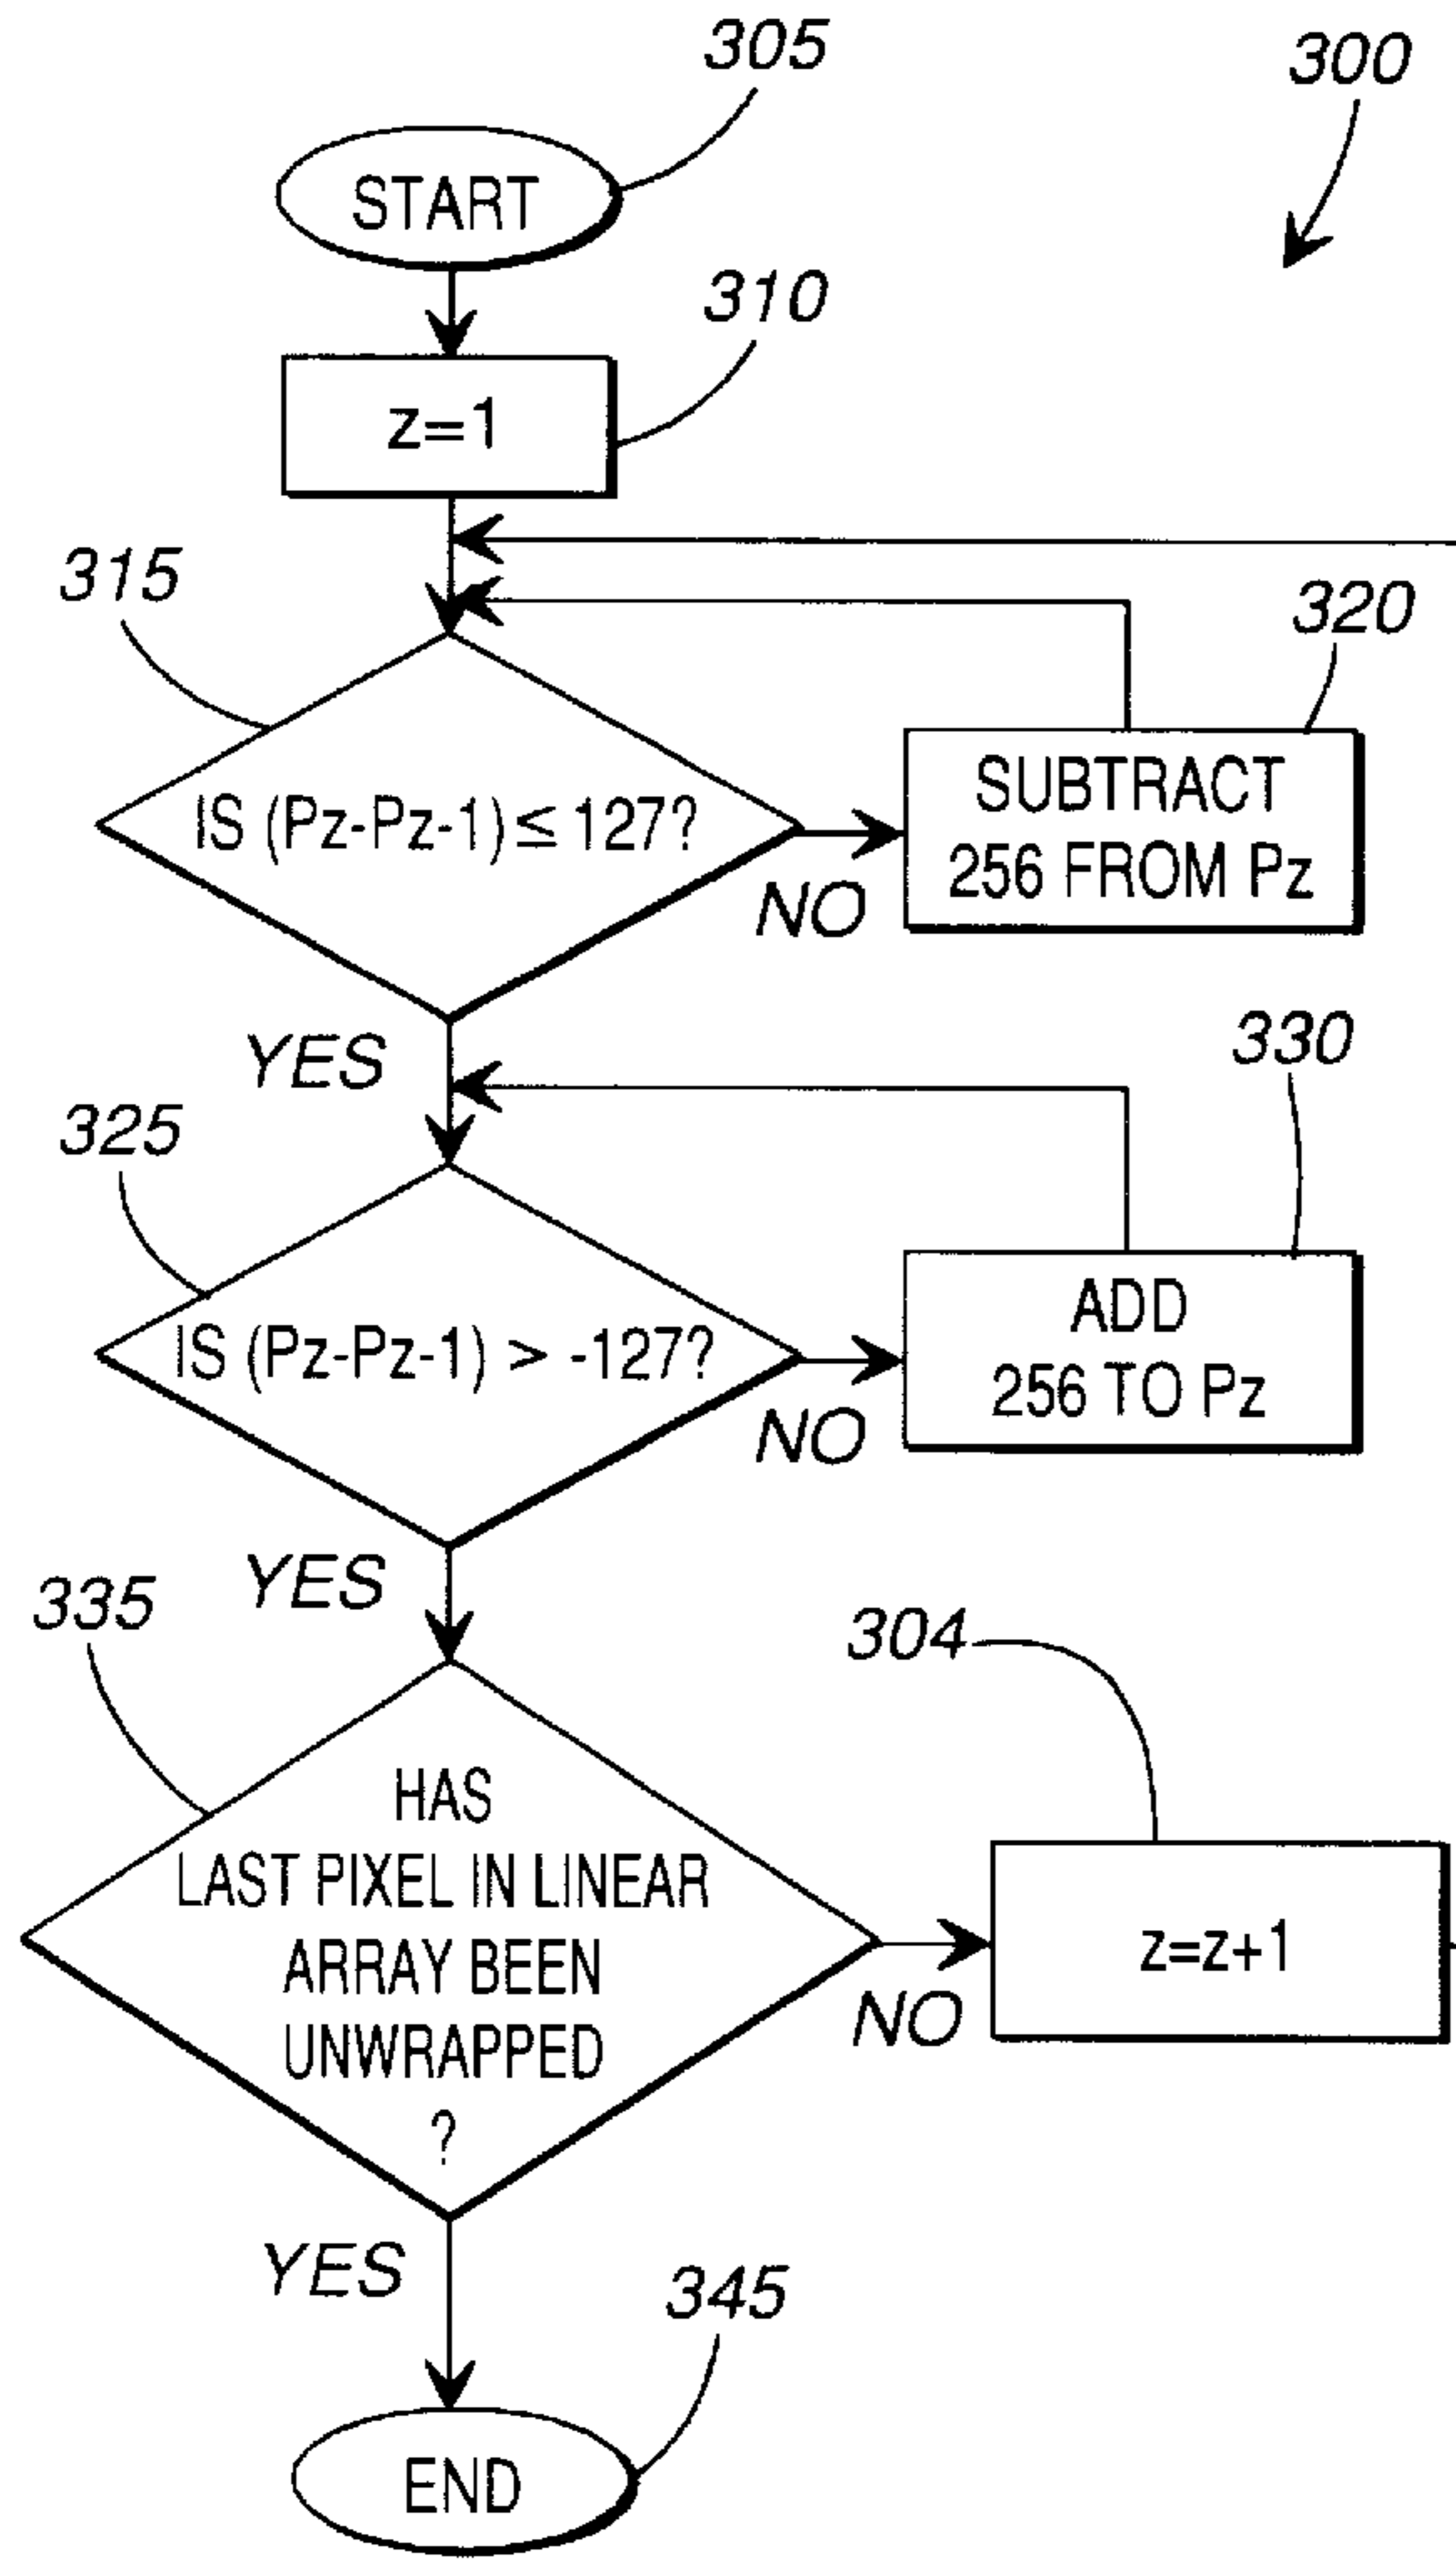 305
300
START
310
z=1
315
320
IS (Pz-Pz-1) ≤ 127?
SUBTRACT
256 FROM Pz
NO
YES
330
325
IS (Pz-Pz-1) > -127?
ADD
256 TO Pz
NO
YES
335
304
HAS
LAST PIXEL IN LINEAR
ARRAY BEEN
UNWRAPPED
?
z=z+1
NO
YES
345
END